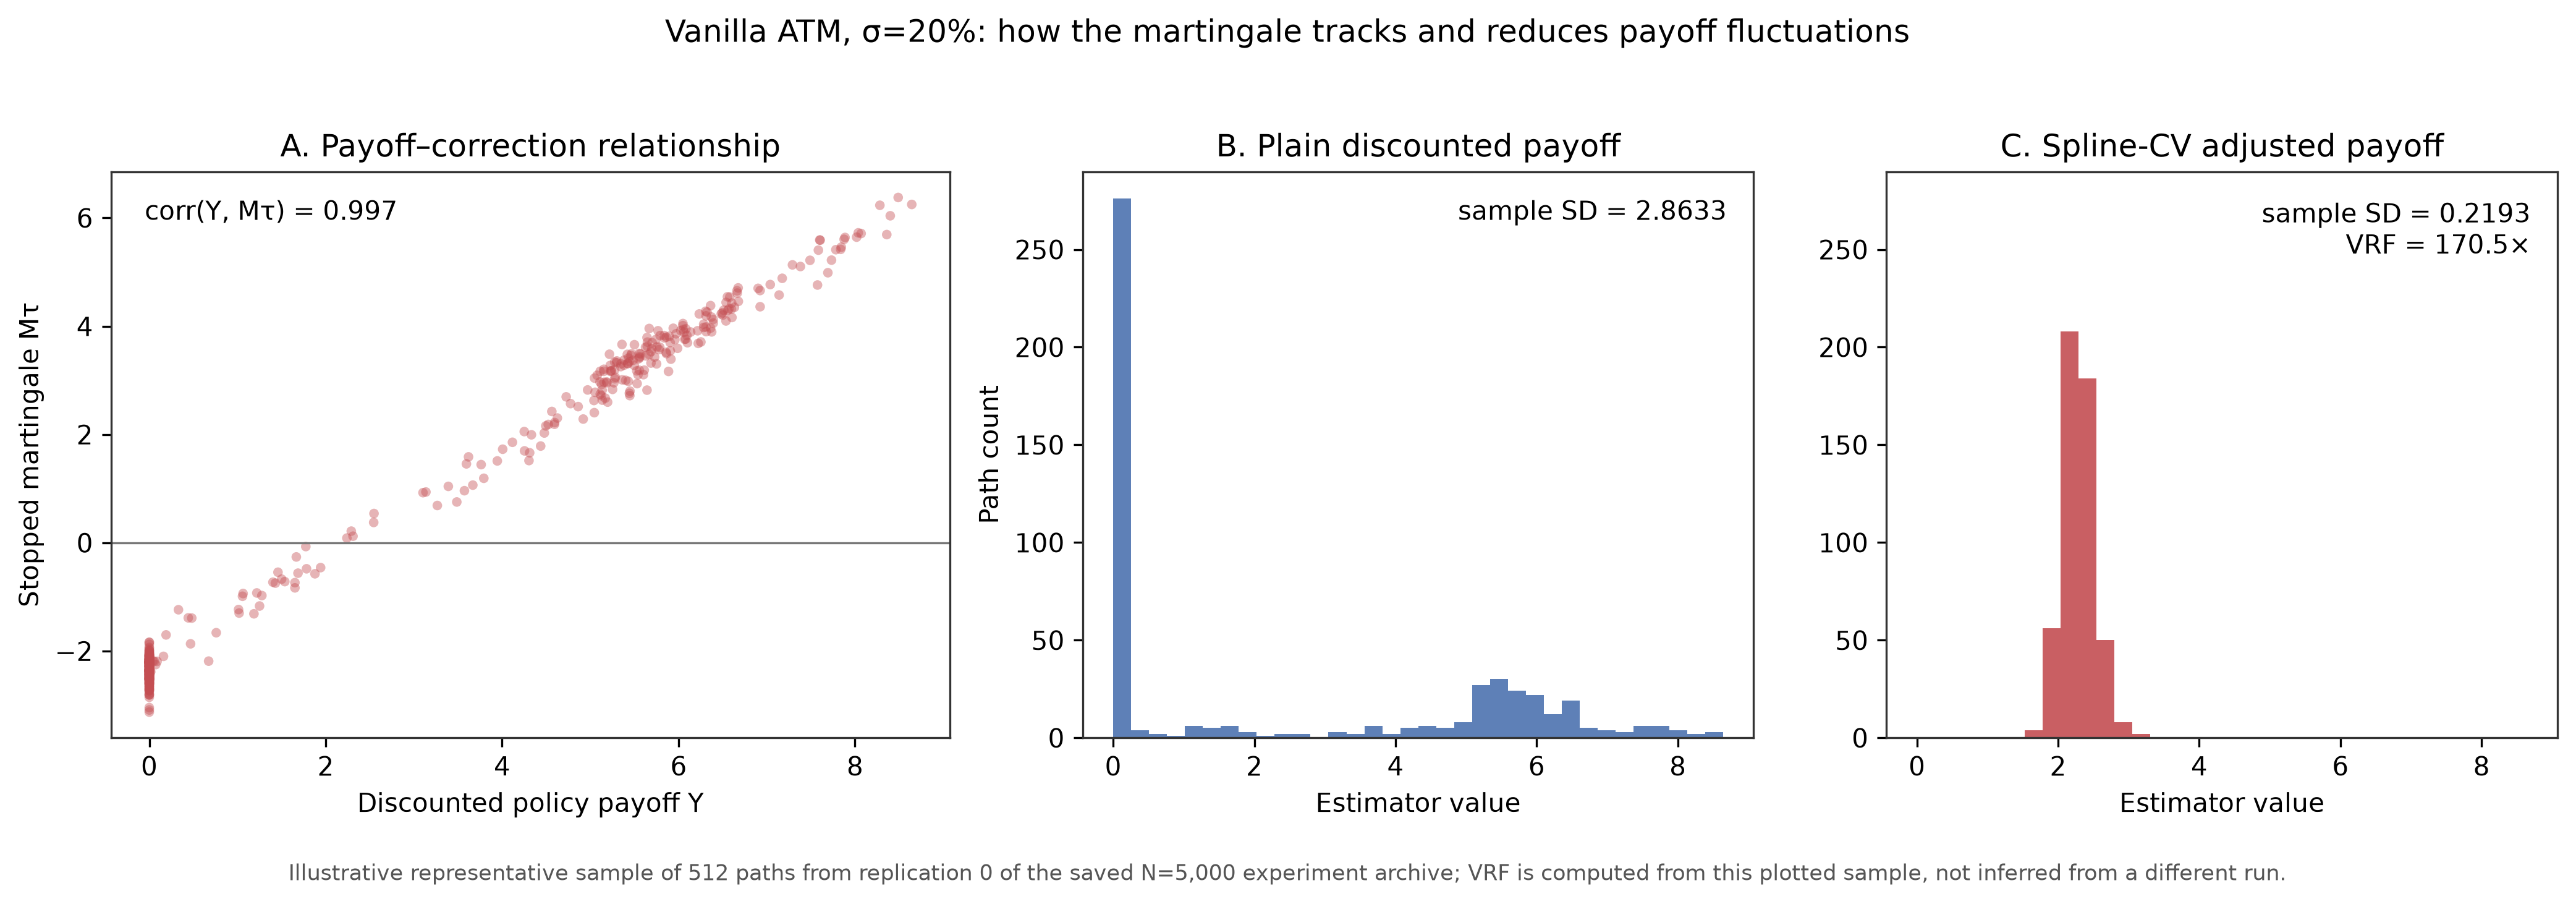 Vanilla ATM, σ=20%: how the martingale tracks and reduces payoff fluctuations
A. Payoff–correction relationship
corr(Y, Mτ) = 0.997
Stopped martingale Mτ
6
4
2
0
−2
0 2 4 6 8
Discounted policy payoff Y
B. Plain discounted payoff
sample SD = 2.8633
Path count
250
200
150
100
50
0
0 2 4 6 8
Estimator value
C. Spline-CV adjusted payoff
sample SD = 0.2193
VRF = 170.5×
250
200
150
100
50
0
0 2 4 6 8
Estimator value
Illustrative representative sample of 512 paths from replication 0 of the saved N=5,000 experiment archive; VRF is computed from this plotted sample, not inferred from a different run.